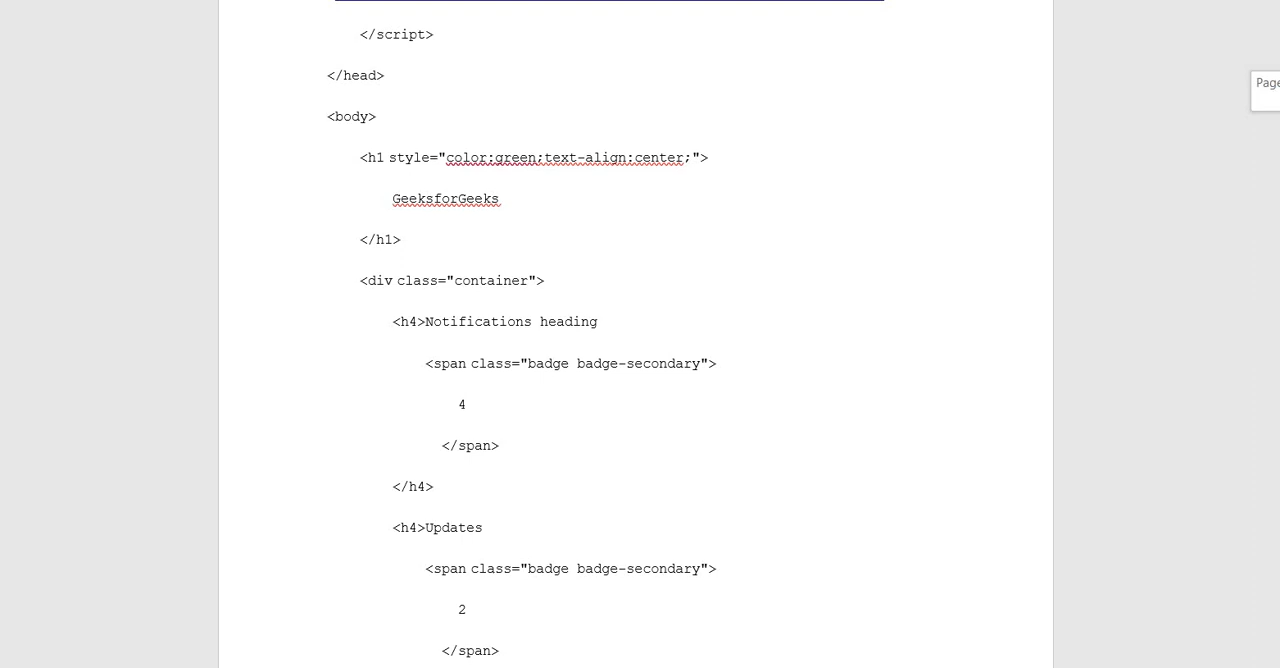 </script>
</head>
<body>
<h1 style="color:green;text-align:center;">
GeeksforGeeks
</h1>
<div class="container">
<h4>Notifications heading
<span class="badge badge-secondary">
4
</span>
</h4>
<h4>Updates
<span class="badge badge-secondary">
2
</span>
Page